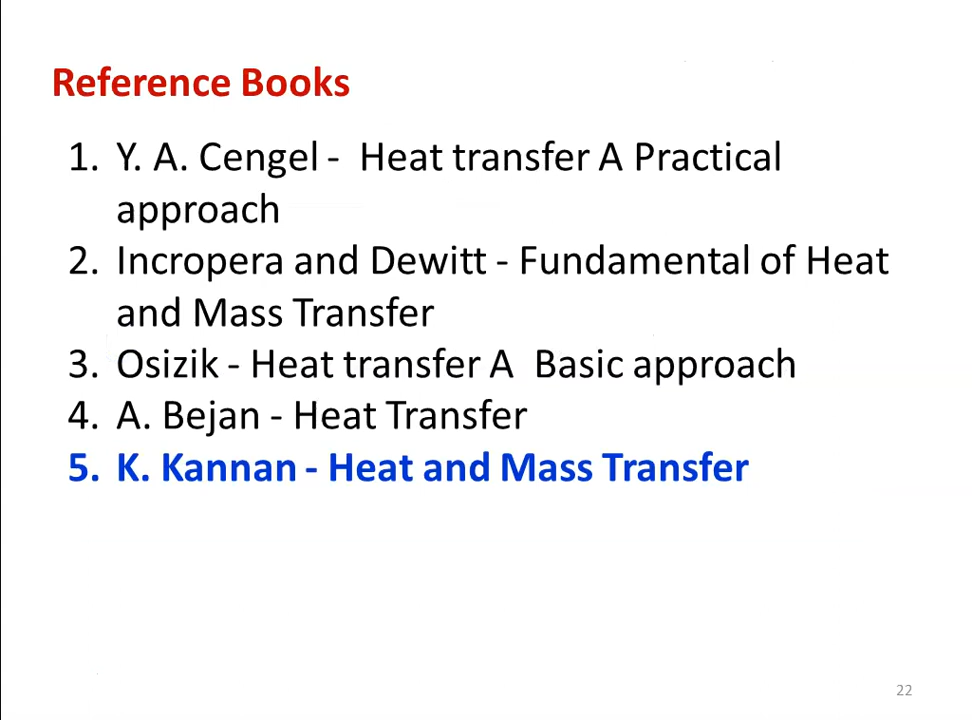 Reference Books
1. Y. A. Cengel -  Heat transfer A Practical
approach
2. Incropera and Dewitt - Fundamental of Heat
and Mass Transfer
3. Osizik - Heat transfer A  Basic approach
4. A. Bejan - Heat Transfer
5. K. Kannan - Heat and Mass Transfer
22